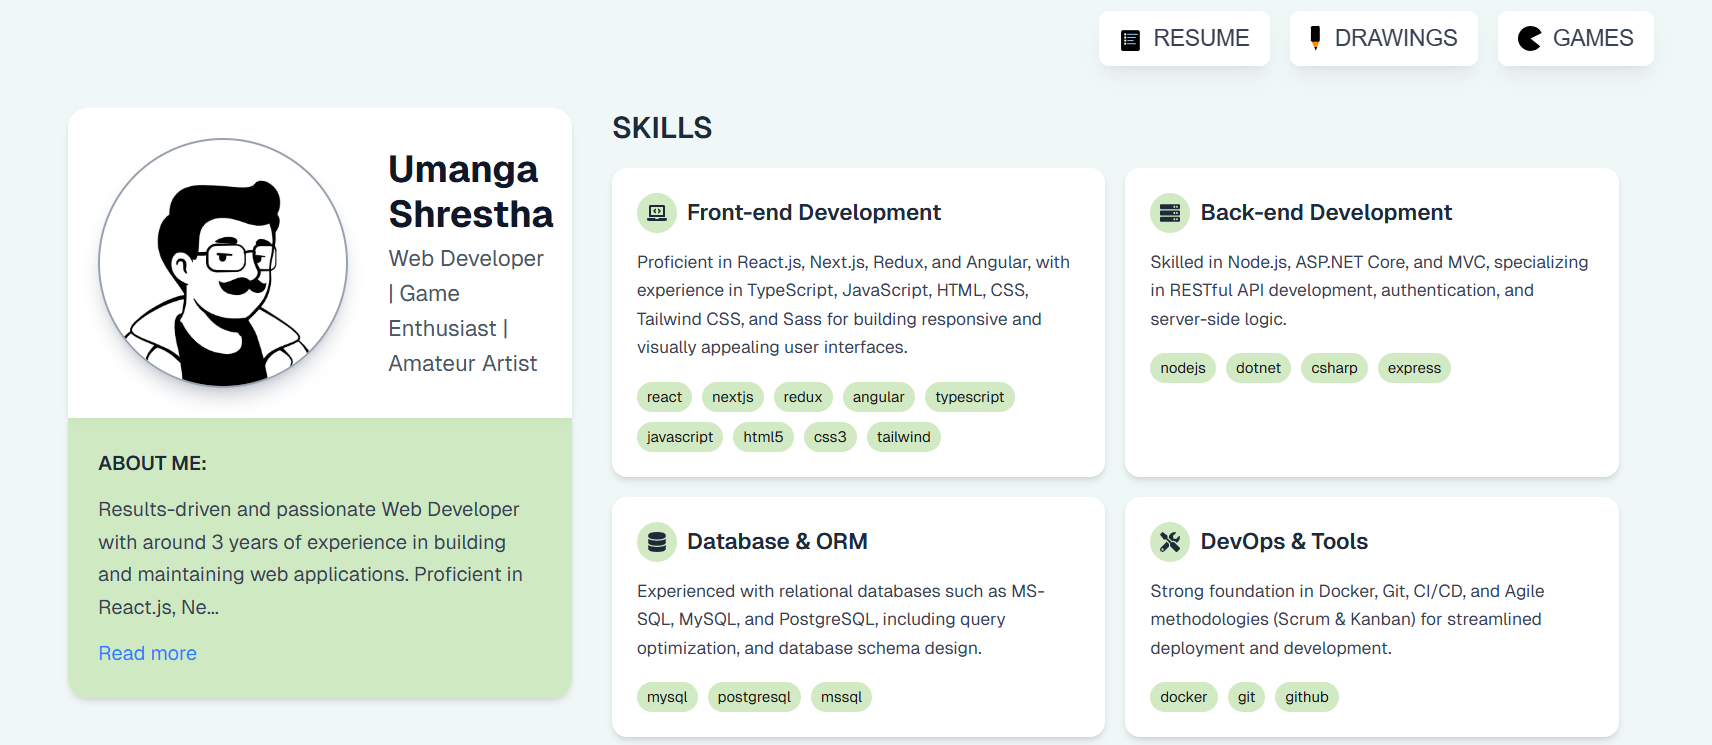 RESUME
DRAWINGS
GAMES
Umanga
Shrestha
Web Developer
| Game
Enthusiast |
Amateur Artist
ABOUT ME:
Results-driven and passionate Web Developer
with around 3 years of experience in building
and maintaining web applications. Proficient in
React.js, Ne...
Read more
SKILLS
Front-end Development
Proficient in React.js, Next.js, Redux, and Angular, with
experience in TypeScript, JavaScript, HTML, CSS,
Tailwind CSS, and Sass for building responsive and
visually appealing user interfaces.
react nextjs redux angular typescript
javascript html5 css3 tailwind
Back-end Development
Skilled in Node.js, ASP.NET Core, and MVC, specializing
in RESTful API development, authentication, and
server-side logic.
nodejs dotnet csharp express
Database & ORM
Experienced with relational databases such as MS-
SQL, MySQL, and PostgreSQL, including query
optimization, and database schema design.
mysql postgresql mssql
DevOps & Tools
Strong foundation in Docker, Git, CI/CD, and Agile
methodologies (Scrum & Kanban) for streamlined
deployment and development.
docker git github